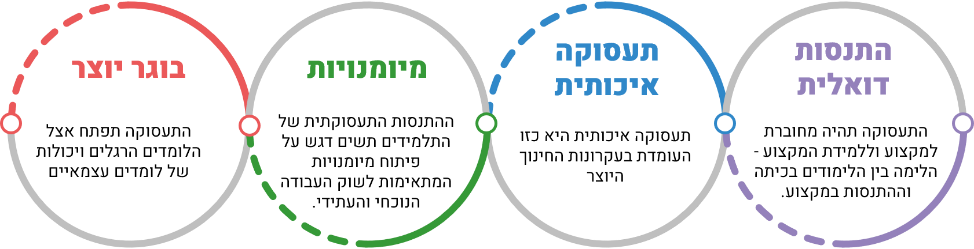 התנסות
דואלית
התעסוקה תהיה מחוברת
למקצוע וללמידת המקצוע -
הלימה בין הלימודים בכיתה
וההתנסות במקצוע.
תעסוקה
איכותית
תעסוקה איכותית היא כזו
העומדת בעקרונות החינוך
היוצר
מיומנויות
ההתנסות התעסוקתית של
התלמידים תשים דגש על
פיתוח מיומנויות
המתאימות לשוק העבודה
הנוכחי והעתידי.
בוגר יוצר
התעסוקה תפתח אצל
הלומדים הרגלים ויכולות
של לומדים עצמאיים